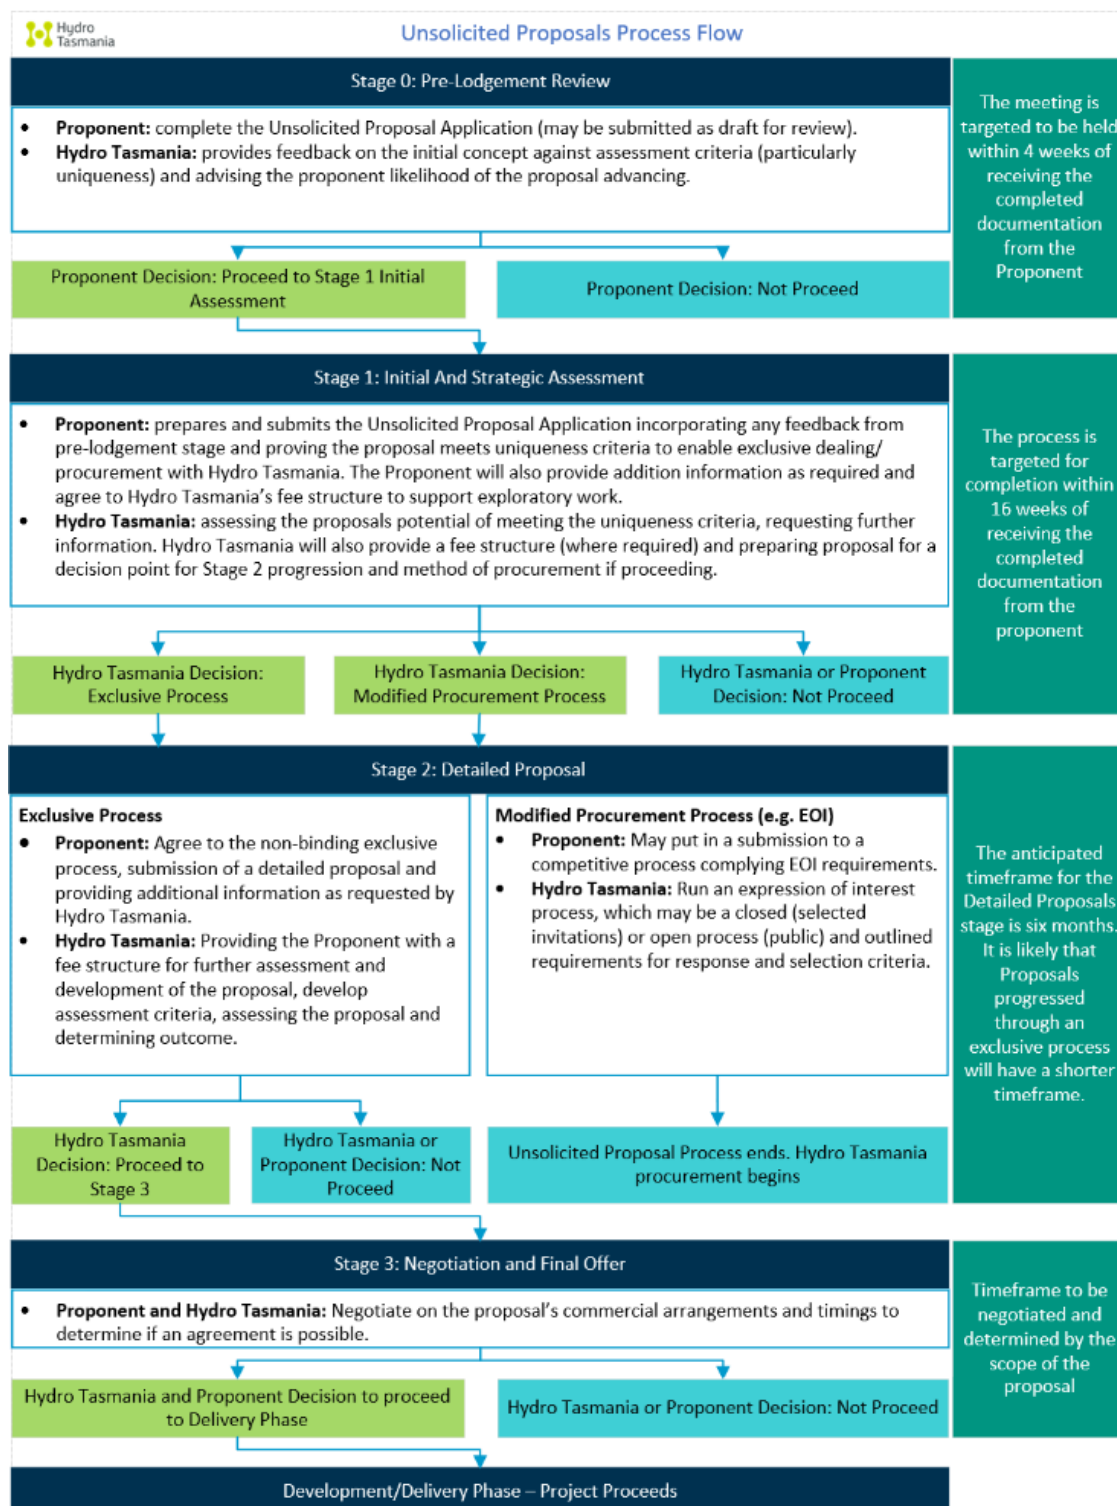 Hydro
Tasmania
Unsolicited Proposals Process Flow
Stage 0: Pre-Lodgement Review
• Proponent: complete the Unsolicited Proposal Application (may be submitted as draft for review).
• Hydro Tasmania: provides feedback on the initial concept against assessment criteria (particularly
uniqueness) and advising the proponent likelihood of the proposal advancing.
The meeting is
targeted to be held
within 4 weeks of
receiving the
completed
documentation
from the
Proponent
Proponent Decision: Proceed to Stage 1 Initial
Assessment
Proponent Decision: Not Proceed
Stage 1: Initial And Strategic Assessment
• Proponent: prepares and submits the Unsolicited Proposal Application incorporating any feedback from
pre-lodgement stage and proving the proposal meets uniqueness criteria to enable exclusive dealing/
procurement with Hydro Tasmania. The Proponent will also provide addition information as required and
agree to Hydro Tasmania's fee structure to support exploratory work.
• Hydro Tasmania: assessing the proposals potential of meeting the uniqueness criteria, requesting further
information. Hydro Tasmania will also provide a fee structure (where required) and preparing proposal for a
decision point for Stage 2 progression and method of procurement if proceeding.
The process is
targeted for
completion within
16 weeks of
receiving the
completed
documentation
from the
proponent
Hydro Tasmania Decision:
Exclusive Process
Hydro Tasmania Decision:
Modified Procurement Process
Hydro Tasmania or Proponent
Decision: Not Proceed
Stage 2: Detailed Proposal
Exclusive Process
• Proponent: Agree to the non-binding exclusive
process, submission of a detailed proposal and
providing additional information as requested by
Hydro Tasmania.
• Hydro Tasmania: Providing the Proponent with a
fee structure for further assessment and
development of the proposal, develop
assessment criteria, assessing the proposal and
determining outcome.
Modified Procurement Process (e.g. EOI)
• Proponent: May put in a submission to a
competitive process complying EOI requirements.
• Hydro Tasmania: Run an expression of interest
process, which may be a closed (selected
invitations) or open process (public) and outlined
requirements for response and selection criteria.
The anticipated
timeframe for the
Detailed Proposals
stage is six months.
It is likely that
Proposals
progressed
through an
exclusive process
will have a shorter
timeframe.
Hydro Tasmania
Decision: Proceed to
Stage 3
Hydro Tasmania or
Proponent Decision: Not
Proceed
Unsolicited Proposal Process ends. Hydro Tasmania
procurement begins
Stage 3: Negotiation and Final Offer
• Proponent and Hydro Tasmania: Negotiate on the proposal's commercial arrangements and timings to
determine if an agreement is possible.
Timeframe to be
negotiated and
determined by the
scope of the
proposal
Hydro Tasmania and Proponent Decision to proceed
to Delivery Phase
Hydro Tasmania or Proponent Decision: Not Proceed
Development/Delivery Phase – Project Proceeds